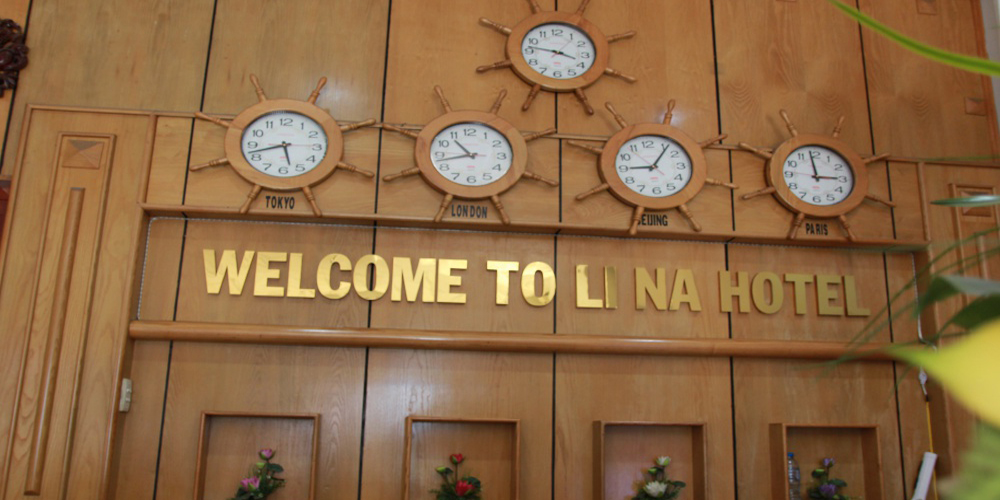 TOKYO
LONDON
BEIJING
PARIS
WELCOME TO LI NA HOTEL